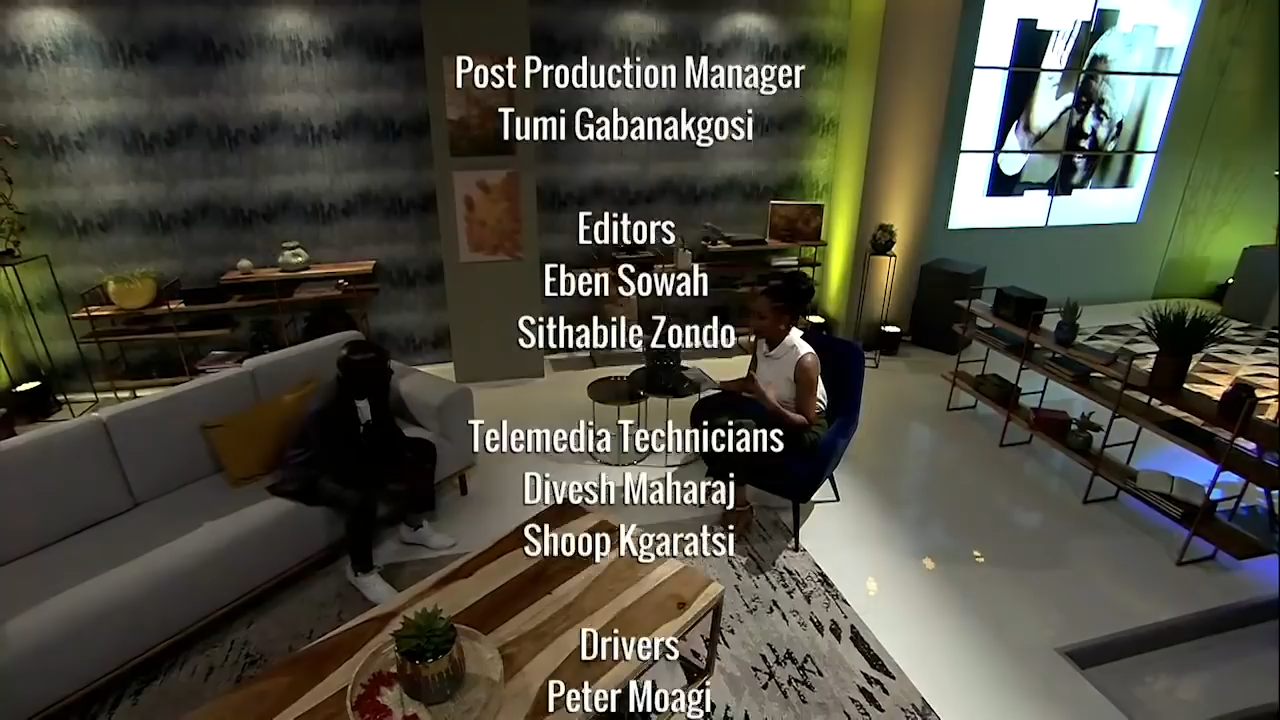 Post Production Manager
Tumi Gabanakgosi
Editors
Eben Sowah
Sithabile Zondo
Telemedia Technicians
Divesh Maharaj
Shoop Kgaratsi
Drivers
Peter Moagi